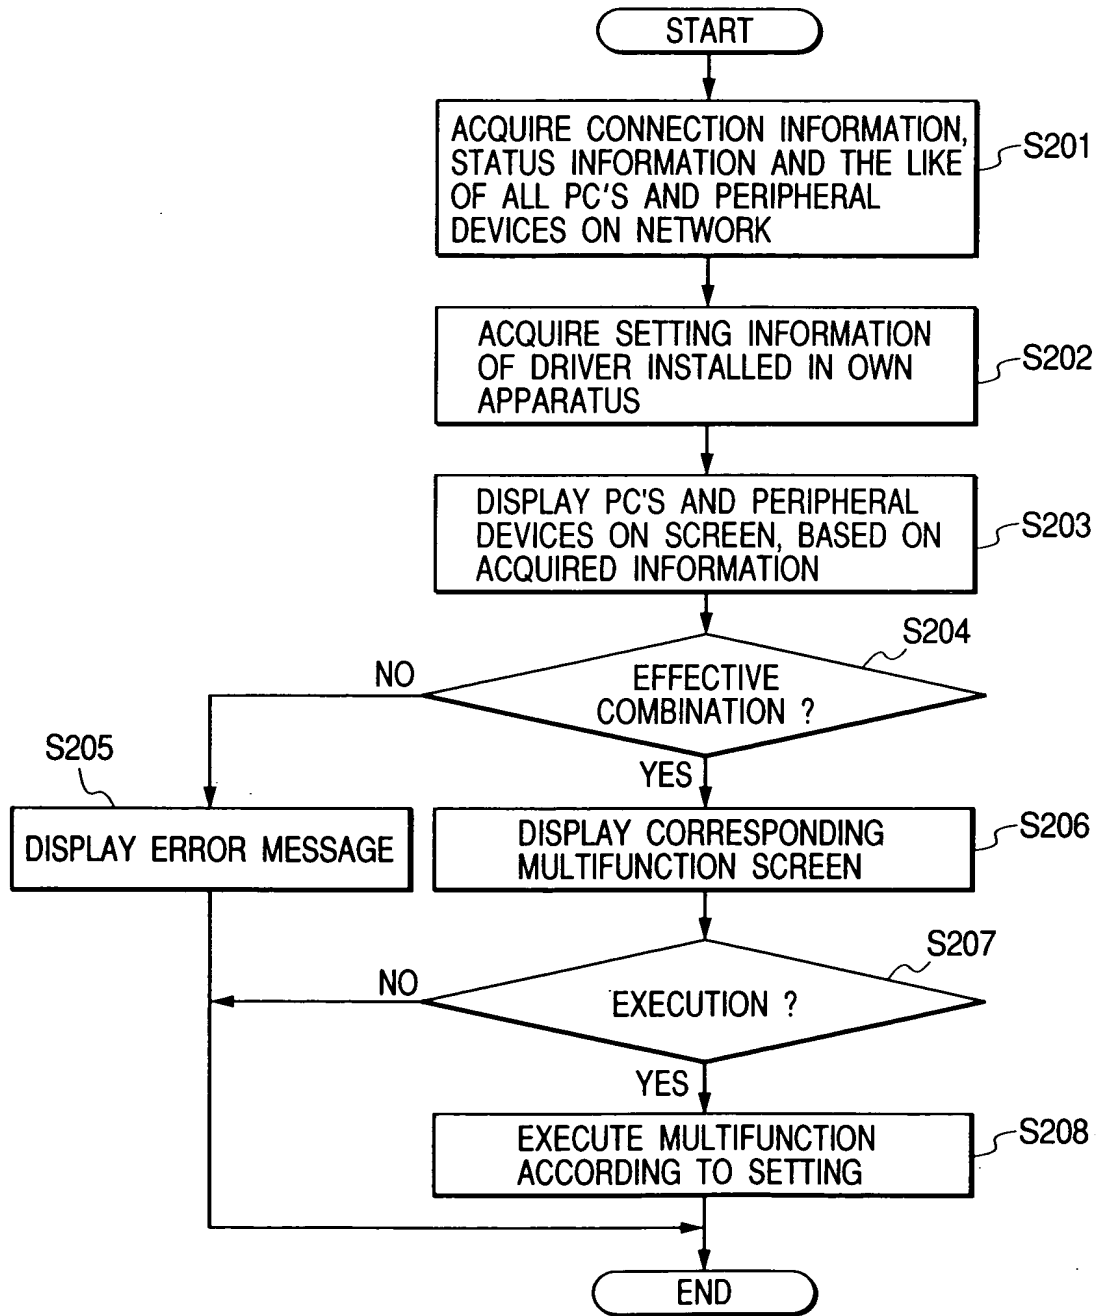 START
ACQUIRE CONNECTION INFORMATION,
STATUS INFORMATION AND THE LIKE
OF ALL PC'S AND PERIPHERAL
DEVICES ON NETWORK
S201
ACQUIRE SETTING INFORMATION
OF DRIVER INSTALLED IN OWN
APPARATUS
S202
DISPLAY PC'S AND PERIPHERAL
DEVICES ON SCREEN, BASED ON
ACQUIRED INFORMATION
S203
S204
NO
EFFECTIVE
COMBINATION ?
YES
S205
DISPLAY ERROR MESSAGE
DISPLAY CORRESPONDING
MULTIFUNCTION SCREEN
S206
S207
NO
EXECUTION ?
YES
EXECUTE MULTIFUNCTION
ACCORDING TO SETTING
S208
END